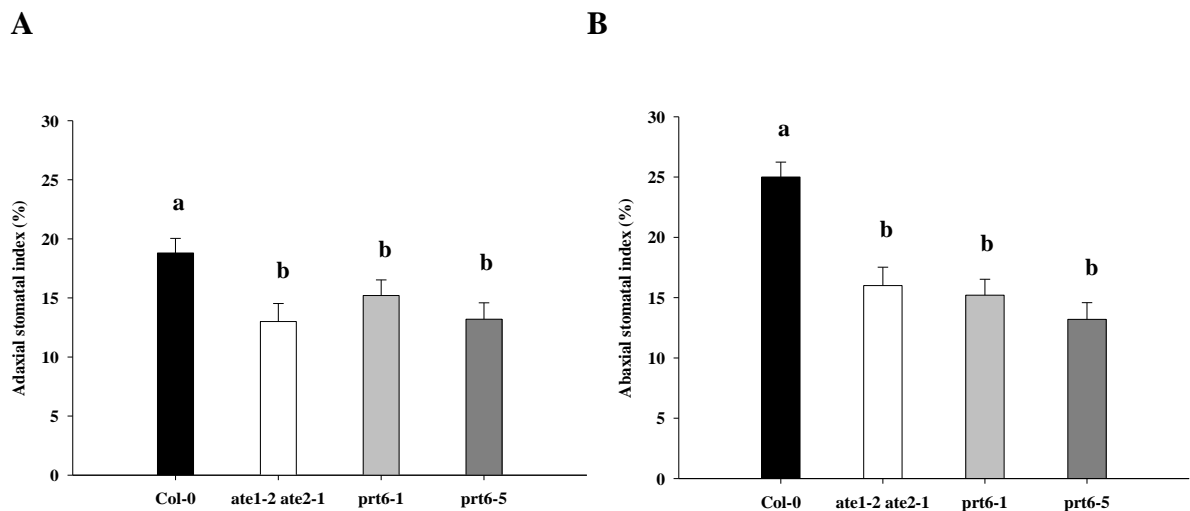 A
B
Adaxial stomatal index (%)
30
25
20
15
10
5
0
a
b
b
b
Col-0 ate1-2 ate2-1 prt6-1 prt6-5
Abaxial stomatal index (%)
30
25
20
15
10
5
0
a
b
b
b
Col-0 ate1-2 ate2-1 prt6-1 prt6-5